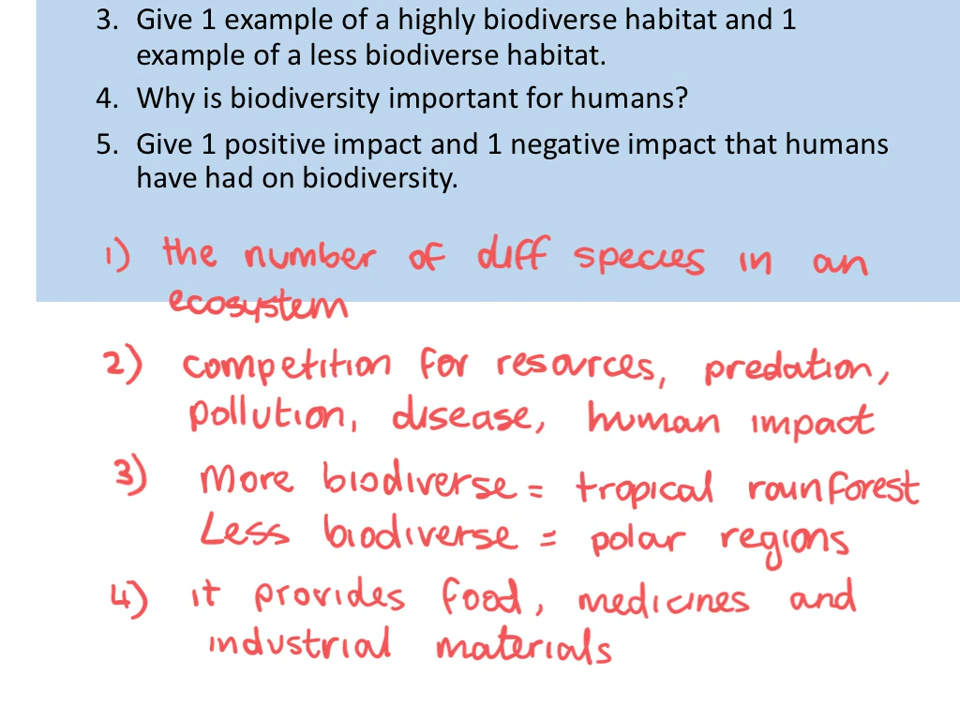 3. Give 1 example of a highly biodiverse habitat and 1
example of a less biodiverse habitat.
4. Why is biodiversity important for humans?
5. Give 1 positive impact and 1 negative impact that humans
have had on biodiversity.
1) the number of diff species in an
ecosystem
2) competition for resources, predation,
pollution, disease, human impact
3) More biodiverse = tropical rainforest
Less biodiverse = polar regions
4) it provides food, medicines and
industrial materials